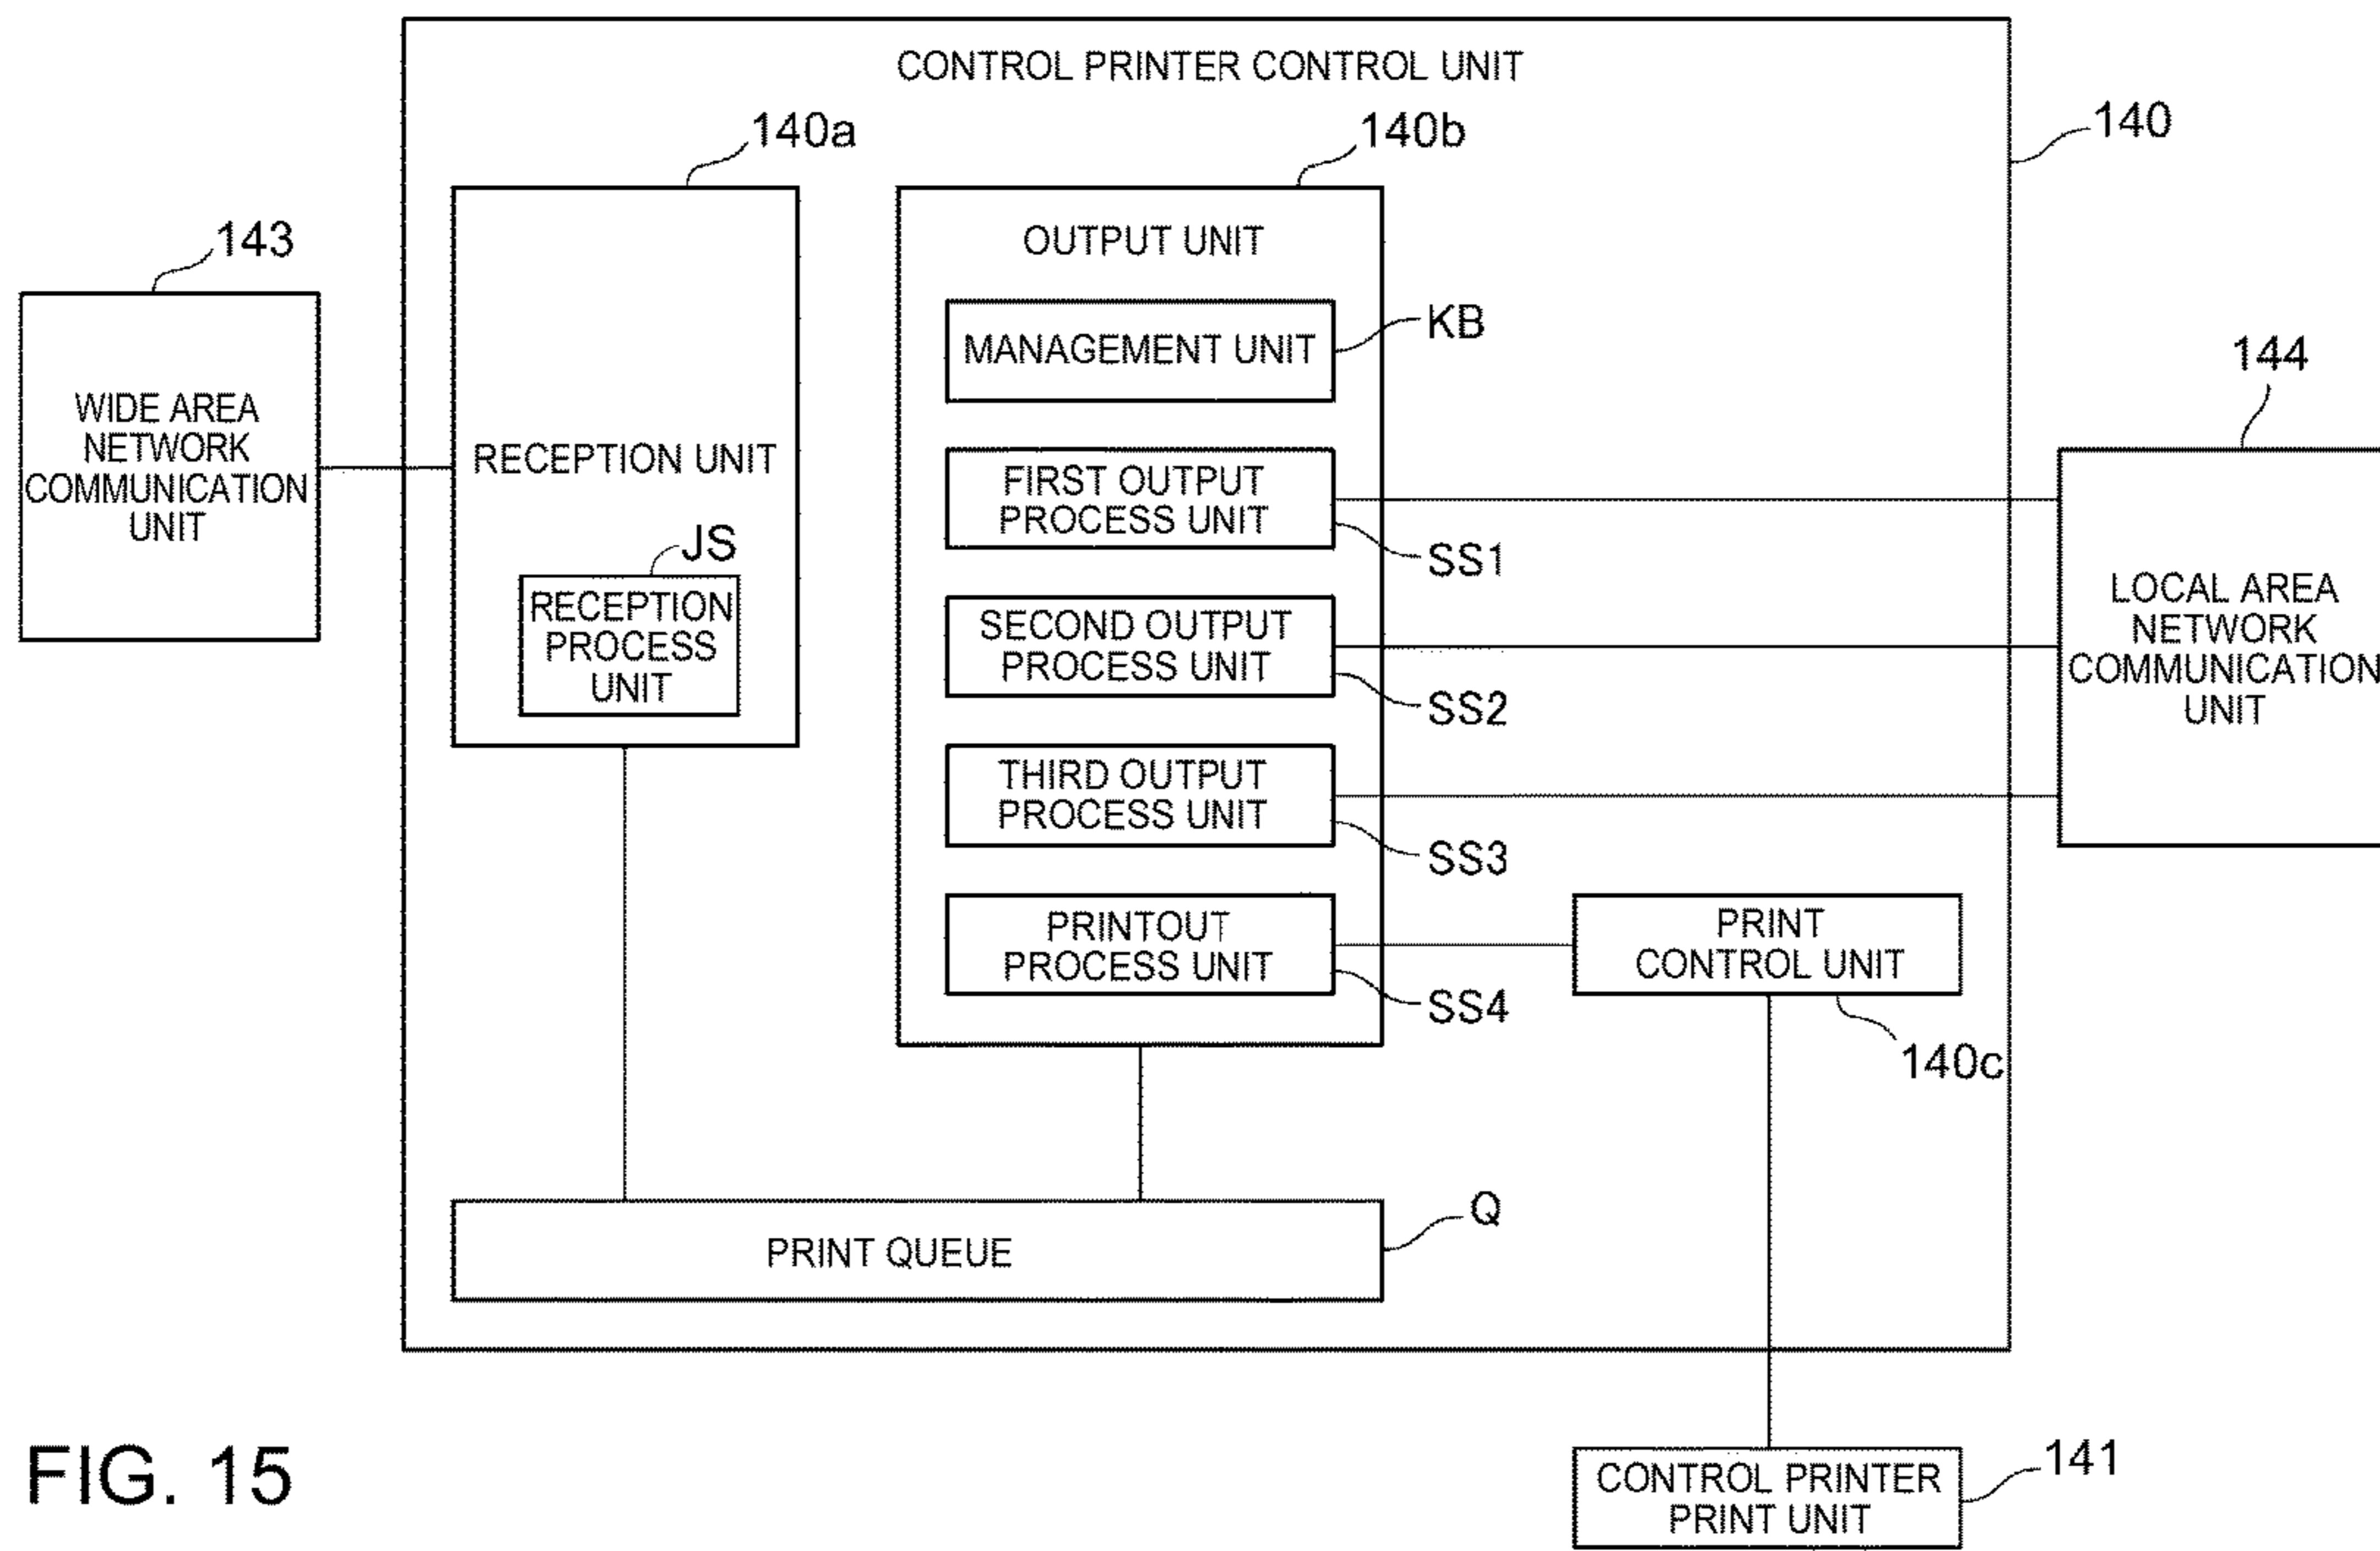 CONTROL PRINTER CONTROL UNIT
140a
140b
140
143
OUTPUT UNIT
KB
MANAGEMENT UNIT
144
WIDE AREA
NETWORK
COMMUNICATION
UNIT
RECEPTION UNIT
FIRST OUTPUT
PROCESS UNIT
SS1
JS
RECEPTION
PROCESS
UNIT
SECOND OUTPUT
PROCESS UNIT
SS2
LOCAL AREA
NETWORK
COMMUNICATION
UNIT
THIRD OUTPUT
PROCESS UNIT
SS3
PRINTOUT
PROCESS UNIT
SS4
PRINT
CONTROL UNIT
140c
Q
PRINT QUEUE
FIG. 15
141
CONTROL PRINTER
PRINT UNIT